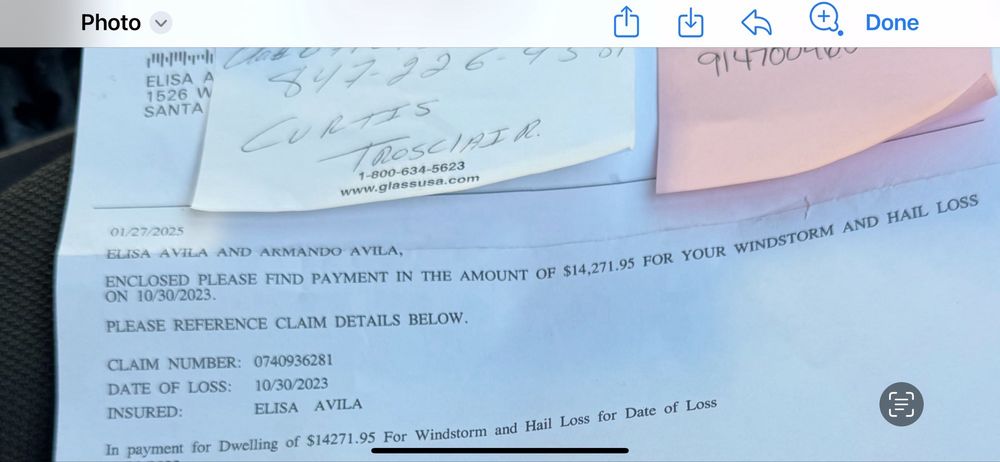 Photo
Done
ELISA A
1526 W
SANTA
847-226-
CURTIS
TROSCLAIR.
1-800-634-5623
www.glassusa.com
01/27/2025
ELISA AVILA AND ARMANDO AVILA,
ENCLOSED PLEASE FIND PAYMENT IN THE AMOUNT OF $14,271.95 FOR YOUR WINDSTORM AND HAIL LOSS
ON 10/30/2023.
PLEASE REFERENCE CLAIM DETAILS BELOW.
CLAIM NUMBER: 0740936281
DATE OF LOSS: 10/30/2023
INSURED: ELISA AVILA
In payment for Dwelling of $14271.95 For Windstorm and Hail Loss for Date of Loss